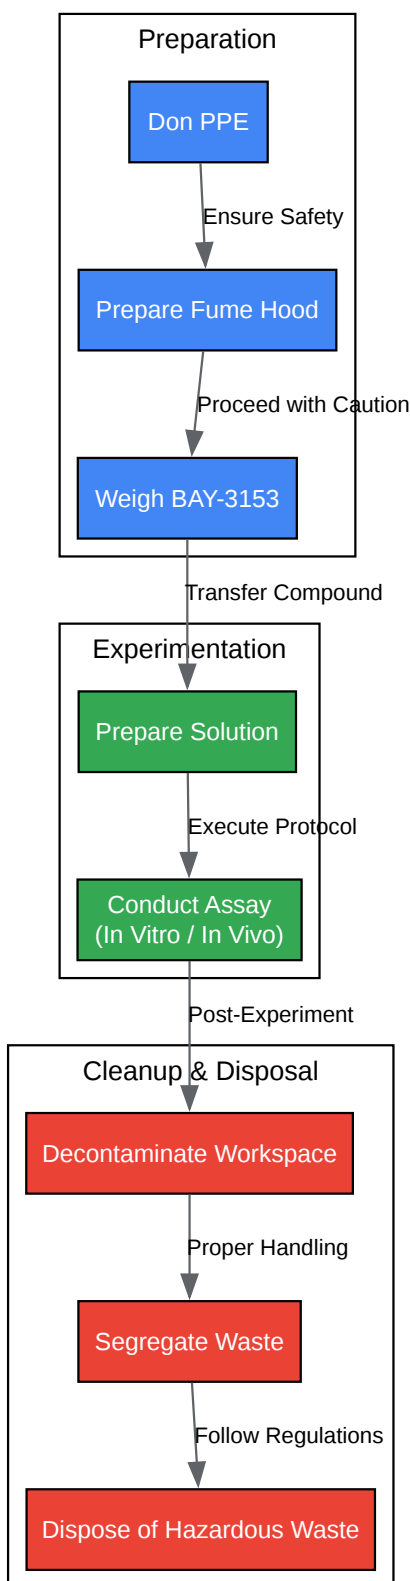 Preparation
Don PPE
Ensure Safety
Prepare Fume Hood
Proceed with Caution
Weigh BAY-3153
Transfer Compound
Experimentation
Prepare Solution
Execute Protocol
Conduct Assay
(In Vitro / In Vivo)
Post-Experiment
Cleanup & Disposal
Decontaminate Workspace
Proper Handling
Segregate Waste
Follow Regulations
Dispose of Hazardous Waste